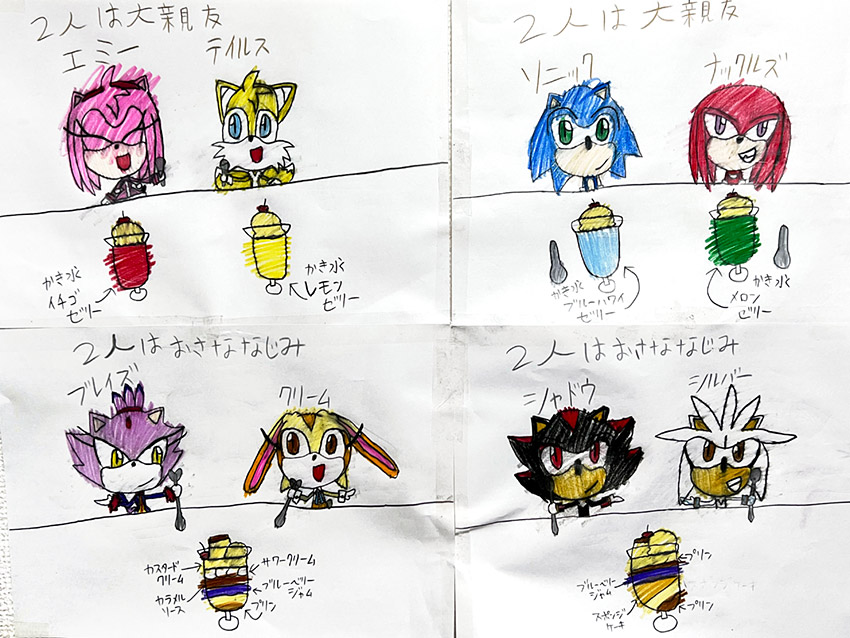 2人は大親友
エミー
テイルス
かき氷
イチゴ
ゼリー
かき氷
レモン
ゼリー
2人は大親友
ソニック
ナックルズ
かき氷
ブルーハワイ
ゼリー
かき氷
メロン
ゼリー
2人はおさななじみ
ブレイズ
クリーム
カスタード
クリーム
カラメル
ソース
サワークリーム
ブルーベリー
ジャム
プリン
2人はおさななじみ
シャドウ
シルバー
プリン
ブルーベリー
ジャム
スポンジ
ケーキ
プリン